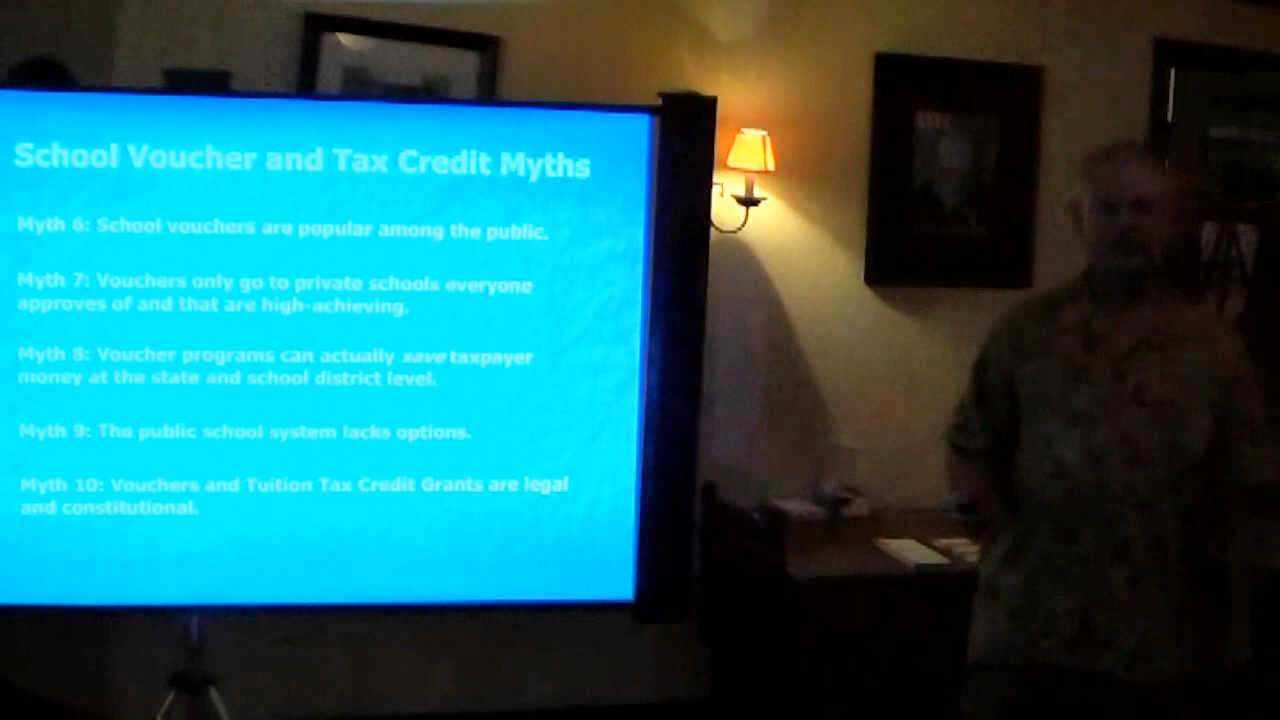 School Voucher and Tax Credit Myths
Myth 6: School vouchers are popular among the public.
Myth 7: Vouchers only go to private schools everyone
approves of and that are high-achieving.
Myth 8: Voucher programs can actually save taxpayer
money at the state and school district level.
Myth 9: The public school system lacks options.
Myth 10: Vouchers and Tuition Tax Credit Grants are legal
and constitutional.